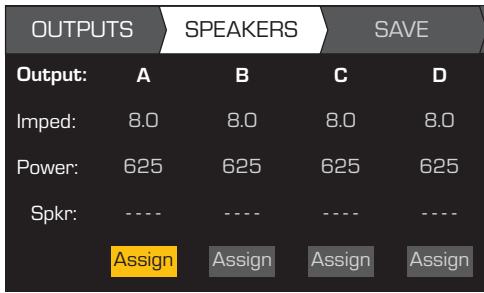 OUTPUTS SPEAKERS SAVE
Output: A B C D
Imped: 8.0 8.0 8.0 8.0
Power: 625 625 625 625
Spkr: ---- ---- ---- ----
Assign Assign Assign Assign